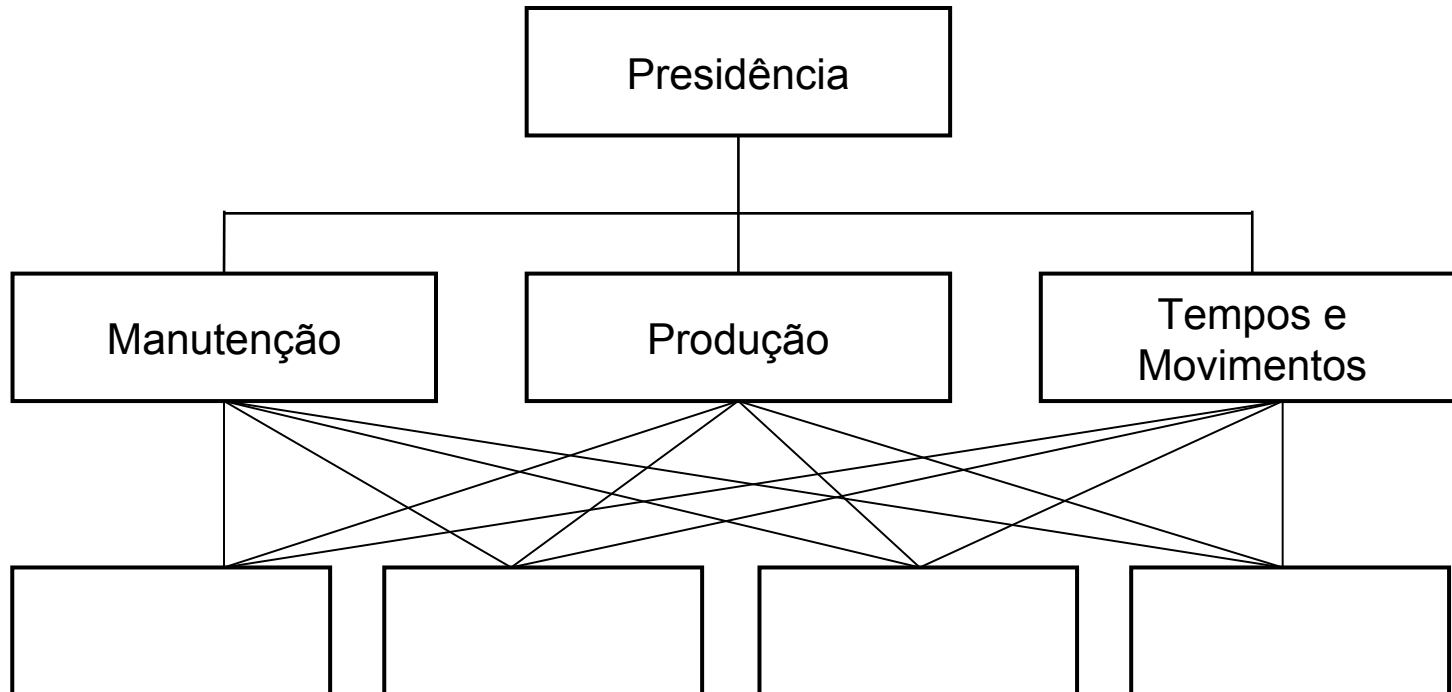 Presidência
Manutenção
Produção
Tempos e
Movimentos